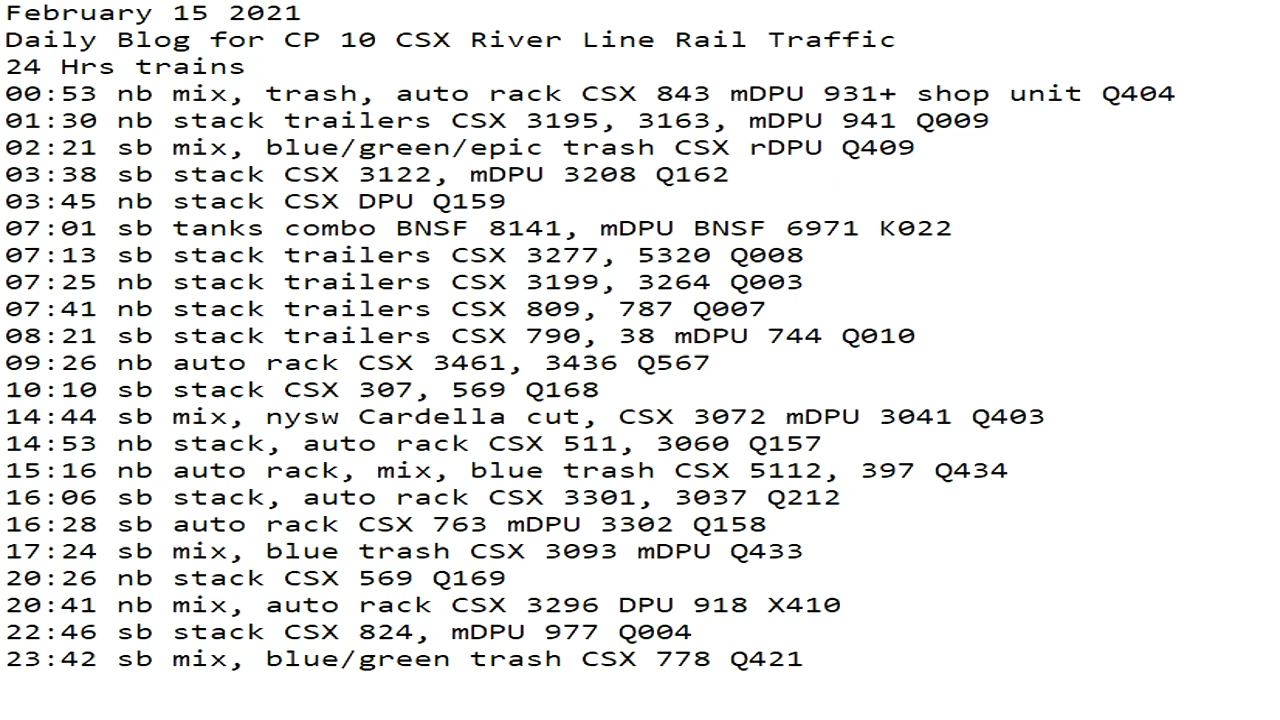 February 15 2021
Daily Blog for CP 10 CSX River Line Rail Traffic
24 Hrs trains
00:53 nb mix, trash, auto rack CSX 843 mDPU 931+ shop unit Q404
01:30 nb stack trailers CSX 3195, 3163, mDPU 941 Q009
02:21 sb mix, blue/green/epic trash CSX rDPU Q409
03:38 sb stack CSX 3122, mDPU 3208 Q162
03:45 nb stack CSX DPU Q159
07:01 sb tanks combo BNSF 8141, mDPU BNSF 6971 K022
07:13 sb stack trailers CSX 3277, 5320 Q008
07:25 nb stack trailers CSX 3199, 3264 Q003
07:41 nb stack trailers CSX 809, 787 Q007
08:21 sb stack trailers CSX 790, 38 mDPU 744 Q010
09:26 nb auto rack CSX 3461, 3436 Q567
10:10 sb stack CSX 307, 569 Q168
14:44 sb mix, nysw Cardella cut, CSX 3072 mDPU 3041 Q403
14:53 nb stack, auto rack CSX 511, 3060 Q157
15:16 nb auto rack, mix, blue trash CSX 5112, 397 Q434
16:06 sb stack, auto rack CSX 3301, 3037 Q212
16:28 sb auto rack CSX 763 mDPU 3302 Q158
17:24 sb mix, blue trash CSX 3093 mDPU Q433
20:26 nb stack CSX 569 Q169
20:41 nb mix, auto rack CSX 3296 DPU 918 X410
22:46 sb stack CSX 824, mDPU 977 Q004
23:42 sb mix, blue/green trash CSX 778 Q421